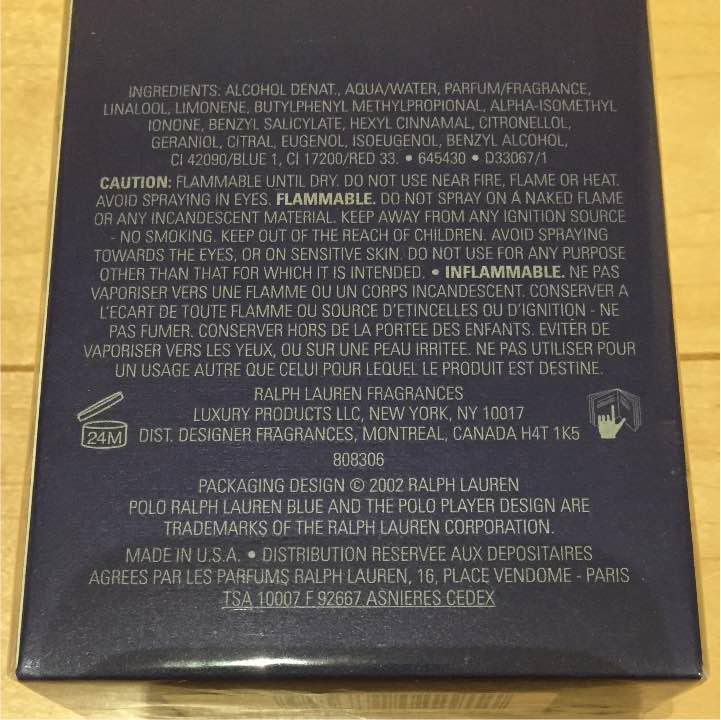 INGREDIENTS: ALCOHOL DENAT., AQUA/WATER, PARFUM/FRAGRANCE,
LINALOOL, LIMONENE, BUTYLPHENYL METHYLPROPIONAL, ALPHA-ISOMETHYL
IONONE, BENZYL SALICYLATE, HEXYL CINNAMAL, CITRONELLOL,
GERANIOL, CITRAL, EUGENOL, ISOEUGENOL, BENZYL ALCOHOL,
CI 42090/BLUE 1, CI 17200/RED 33. • 645430 • D33067/1
CAUTION: FLAMMABLE UNTIL DRY. DO NOT USE NEAR FIRE, FLAME OR HEAT.
AVOID SPRAYING IN EYES. FLAMMABLE. DO NOT SPRAY ON A NAKED FLAME
OR ANY INCANDESCENT MATERIAL. KEEP AWAY FROM ANY IGNITION SOURCE
- NO SMOKING. KEEP OUT OF THE REACH OF CHILDREN. AVOID SPRAYING
TOWARDS THE EYES, OR ON SENSITIVE SKIN. DO NOT USE FOR ANY PURPOSE
OTHER THAN THAT FOR WHICH IT IS INTENDED. • INFLAMMABLE. NE PAS
VAPORISER VERS UNE FLAMME OU UN CORPS INCANDESCENT. CONSERVER A
L'ECART DE TOUTE FLAMME OU SOURCE D'ETINCELLES OU D'IGNITION - NE
PAS FUMER. CONSERVER HORS DE LA PORTEE DES ENFANTS. EVITER DE
VAPORISER VERS LES YEUX, OU SUR UNE PEAU IRRITEE. NE PAS UTILISER POUR
UN USAGE AUTRE QUE CELUI POUR LEQUEL LE PRODUIT EST DESTINE.
RALPH LAUREN FRAGRANCES
LUXURY PRODUCTS LLC, NEW YORK, NY 10017
24M DIST. DESIGNER FRAGRANCES, MONTREAL, CANADA H4T 1K5
808306
PACKAGING DESIGN © 2002 RALPH LAUREN
POLO RALPH LAUREN BLUE AND THE POLO PLAYER DESIGN ARE
TRADEMARKS OF THE RALPH LAUREN CORPORATION.
MADE IN U.S.A. • DISTRIBUTION RESERVEE AUX DEPOSITAIRES
AGREES PAR LES PARFUMS RALPH LAUREN, 16, PLACE VENDOME - PARIS
TSA 10007 F 92667 ASNIERES CEDEX